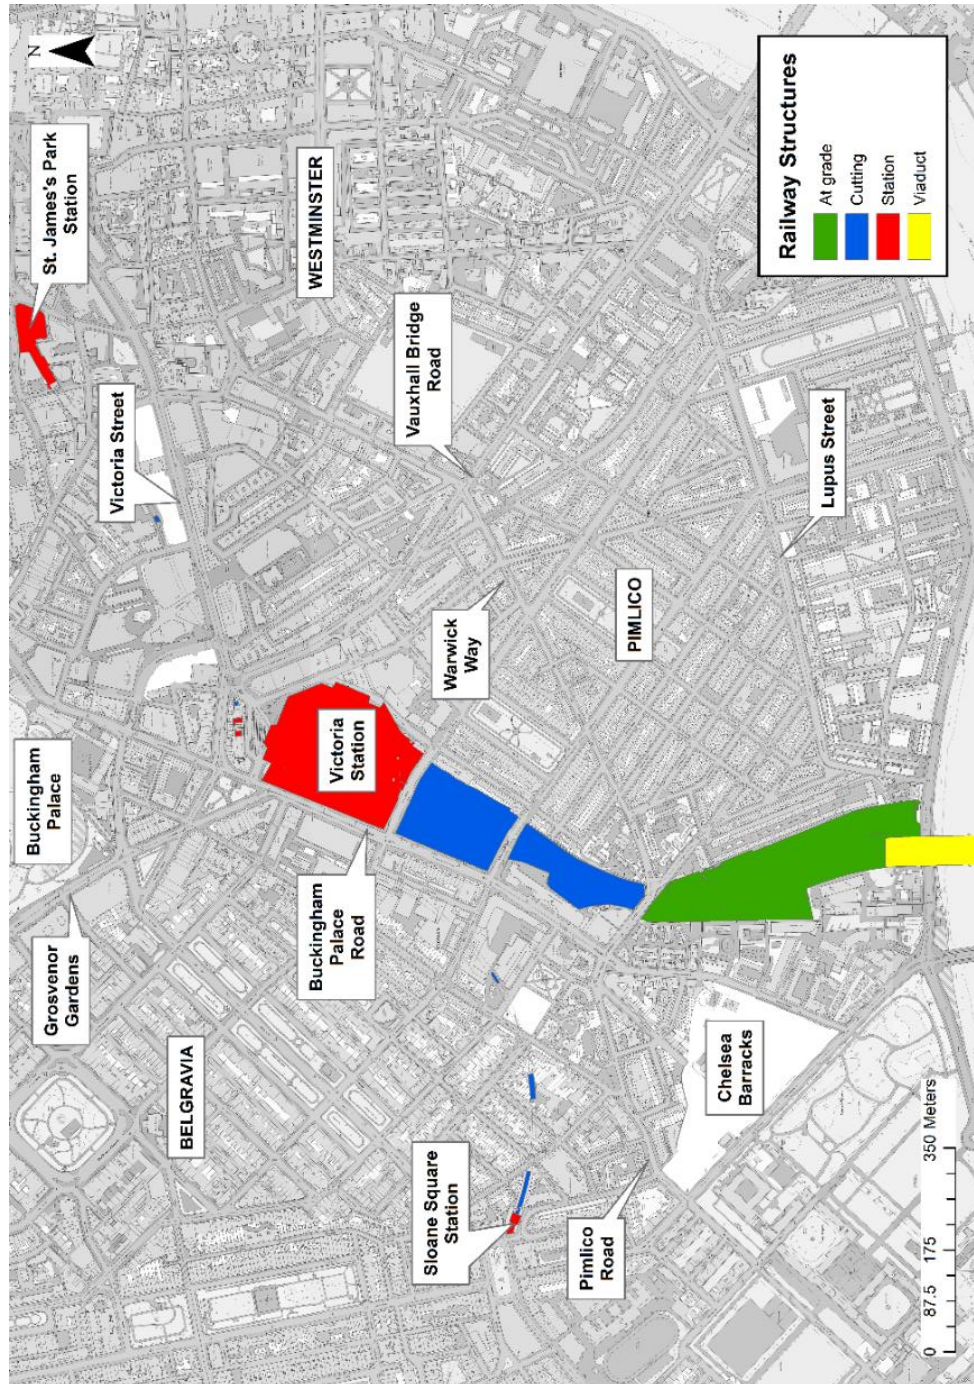 N
St. James's Park
Station
Buckingham
Palace
Grosvenor
Gardens
Victoria Street
WESTMINSTER
BELGRAVIA
Victoria
Station
Buckingham
Palace
Road
Vauxhall Bridge
Road
Warwick
Way
Sloane Square
Station
PIMLICO
Pimlico
Road
Chelsea
Barracks
Lupus Street
Railway Structures
At grade
Cutting
Station
Viaduct
0 87.5 175 350 Meters